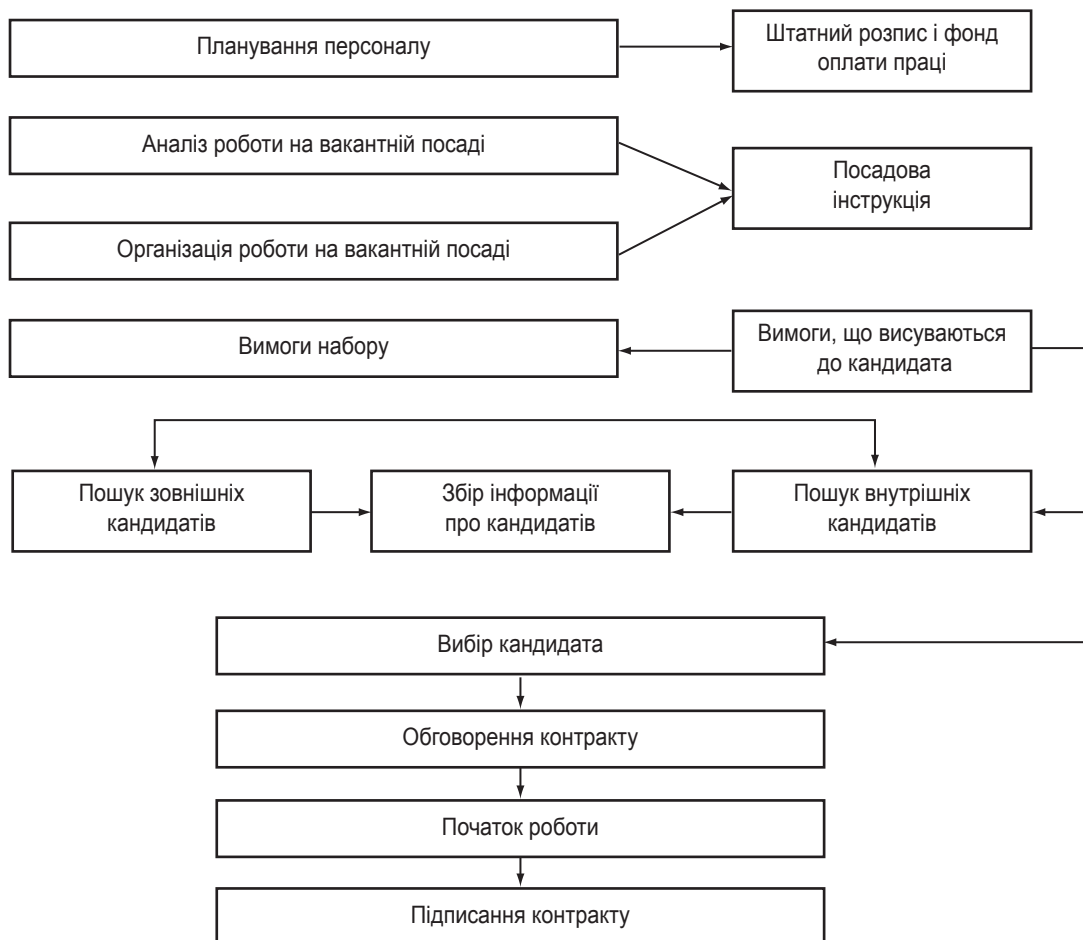 Планування персоналу
Штатний розпис і фонд
оплати праці
Аналіз роботи на вакантній посаді
Посадова
інструкція
Організація роботи на вакантній посаді
Вимоги набору
Вимоги, що висуваються
до кандидата
Пошук зовнішніх
кандидатів
Збір інформації
про кандидатів
Пошук внутрішніх
кандидатів
Вибір кандидата
Обговорення контракту
Початок роботи
Підписання контракту